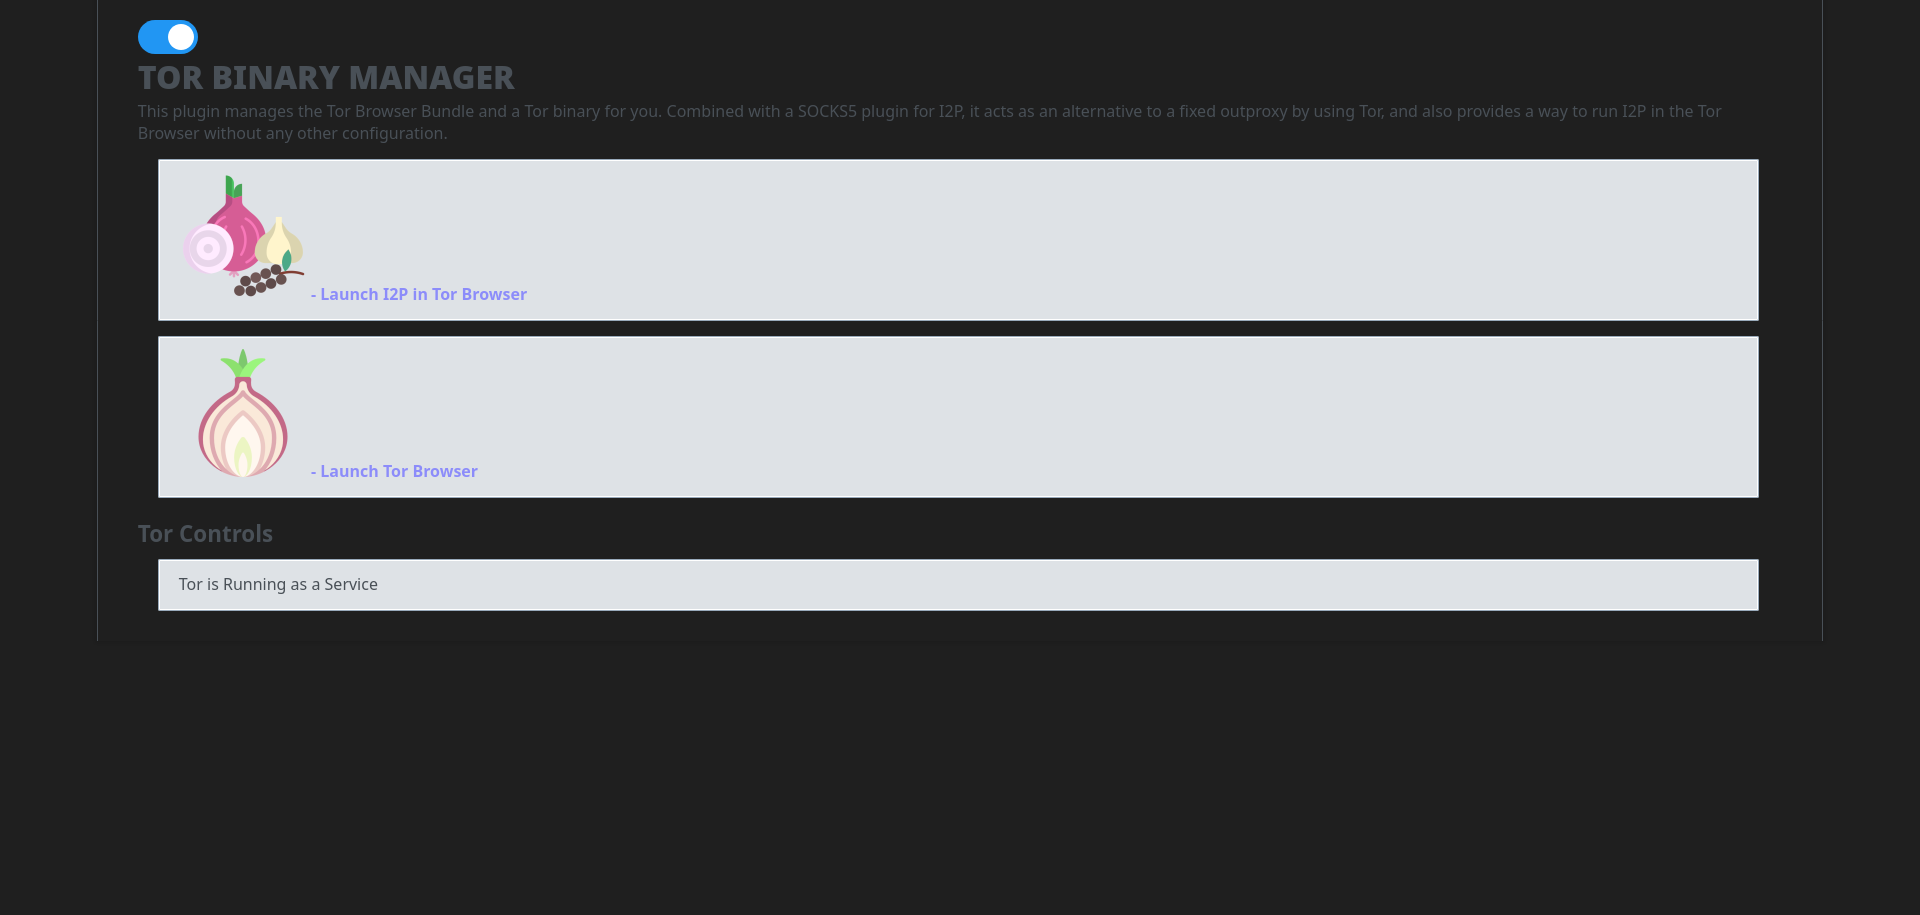 TOR BINARY MANAGER
This plugin manages the Tor Browser Bundle and a Tor binary for you. Combined with a SOCKS5 plugin for I2P, it acts as an alternative to a fixed outproxy by using Tor, and also provides a way to run I2P in the Tor
Browser without any other configuration.
- Launch I2P in Tor Browser
- Launch Tor Browser
Tor Controls
Tor is Running as a Service